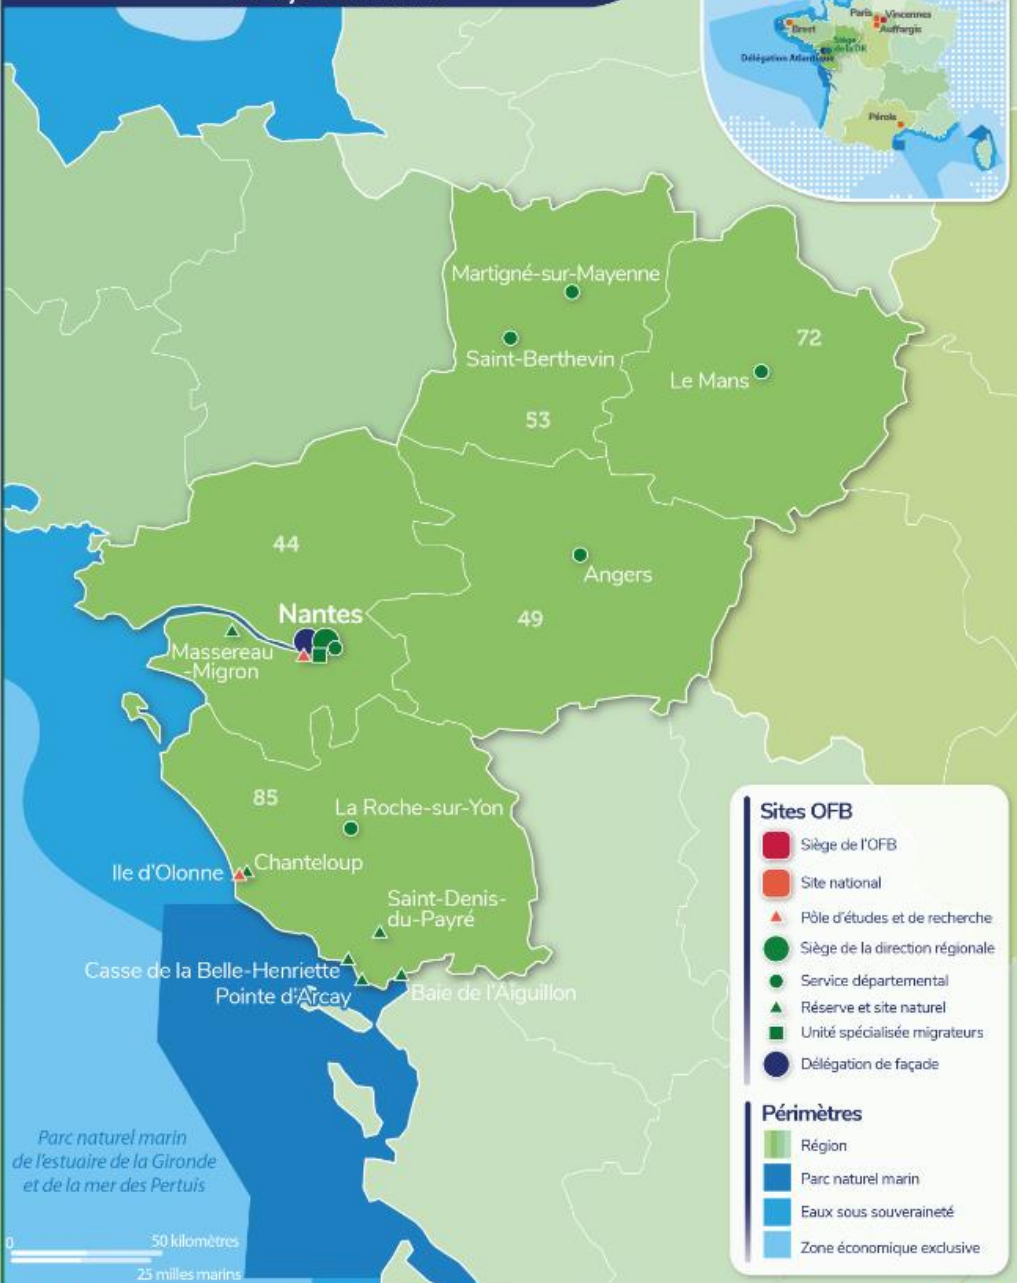 Paris
Vincennes
Brest
Auffargis
Siège
de la DR
Délégation Atlantique
Pérols
Martigné-sur-Mayenne
72
Saint-Berthevin
Le Mans
53
44
Angers
Nantes
49
Massereau
-Migron
85
La Roche-sur-Yon
Ile d'Olonne
Chanteloup
Saint-Denis-
du-Payré
Casse de la Belle-Henriette
Pointe d'Arcay
Baie de l'Aiguillon
Parc naturel marin
de l'estuaire de la Gironde
et de la mer des Pertuis
0
50 kilomètres
25 milles marins
Sites OFB
Siège de l'OFB
Site national
Pôle d'études et de recherche
Siège de la direction régionale
Service départemental
Réserve et site naturel
Unité spécialisée migrateurs
Délégation de façade
Périmètres
Région
Parc naturel marin
Eaux sous souveraineté
Zone économique exclusive